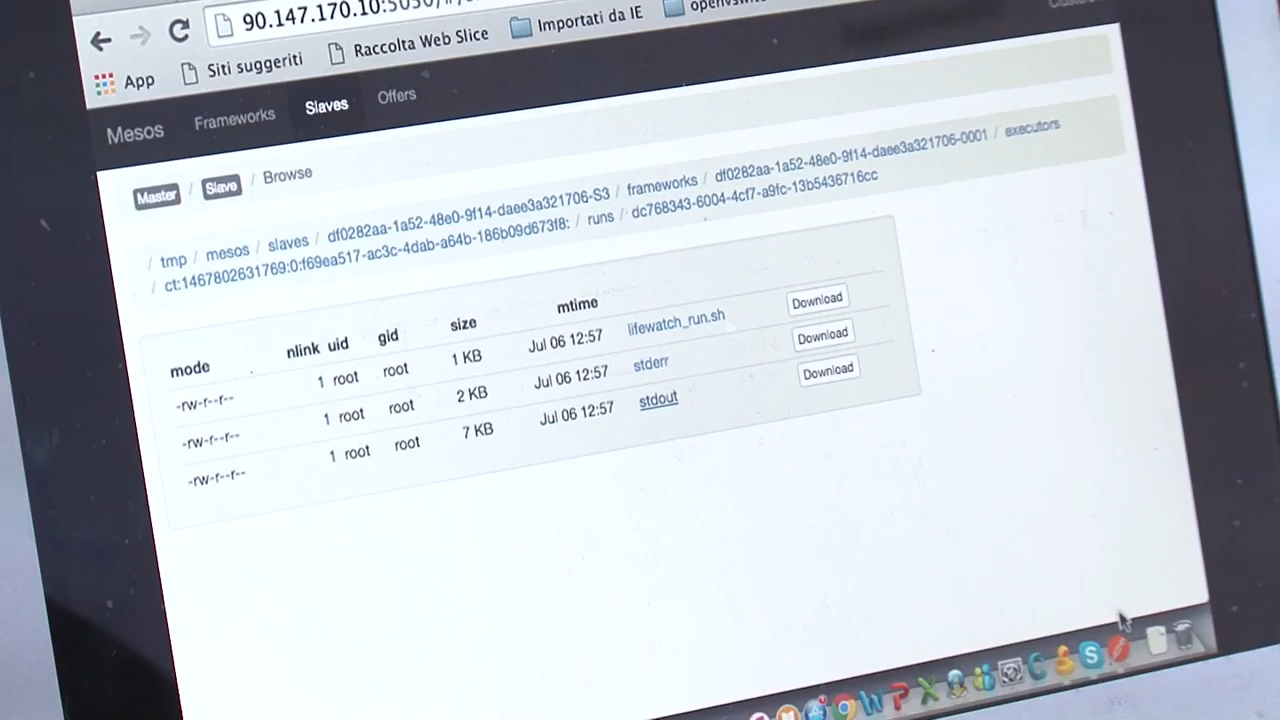 90.147.170.10:5050/#/
App Siti suggeriti Raccolta Web Slice Importati da IE
Mesos Frameworks Slaves Offers
Master / Slave / Browse
/ tmp / mesos / slaves / df0282aa-1a52-48e0-9f14-daee3a321706-S3 / frameworks / df0282aa-1a52-48e0-9f14-daee3a321706-0001 / executors
/ ct:1467802631769:0:f69ea517-ac3c-4dab-a64b-186b09d673f8: / runs / dc768343-6004-4cf7-a9fc-13b5436716cc
mode nlink uid gid size mtime
-rw-r--r-- 1 root root 1 KB Jul 06 12:57 lifewatch_run.sh Download
-rw-r--r-- 1 root root 2 KB Jul 06 12:57 stderr Download
-rw-r--r-- 1 root root 7 KB Jul 06 12:57 stdout Download